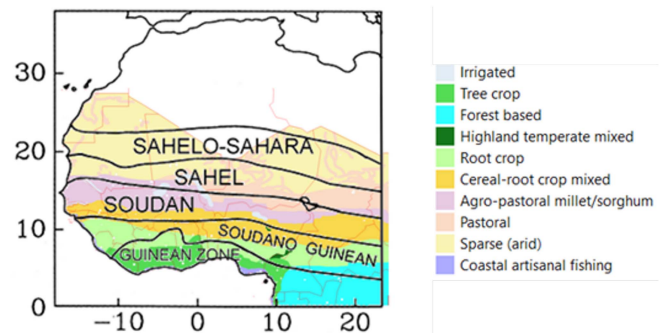 30
20
10
0
-10
0
10
20
SAHELO-SAHARA
SAHEL
SOUDAN
SOUDANO GUINEAN
GUINEAN ZONE
Irrigated
Tree crop
Forest based
Highland temperate mixed
Root crop
Cereal-root crop mixed
Agro-pastoral millet/sorghum
Pastoral
Sparse (arid)
Coastal artisanal fishing